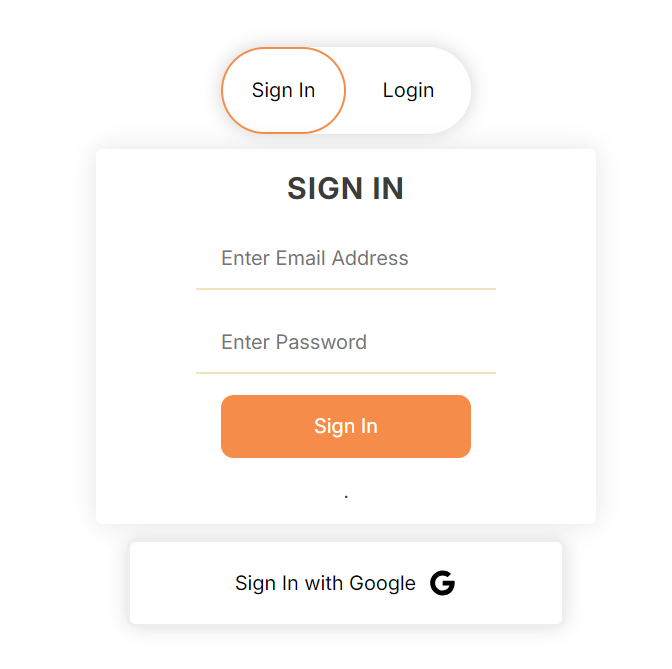 Sign In Login
SIGN IN
Enter Email Address
Enter Password
Sign In
.
Sign In with Google G